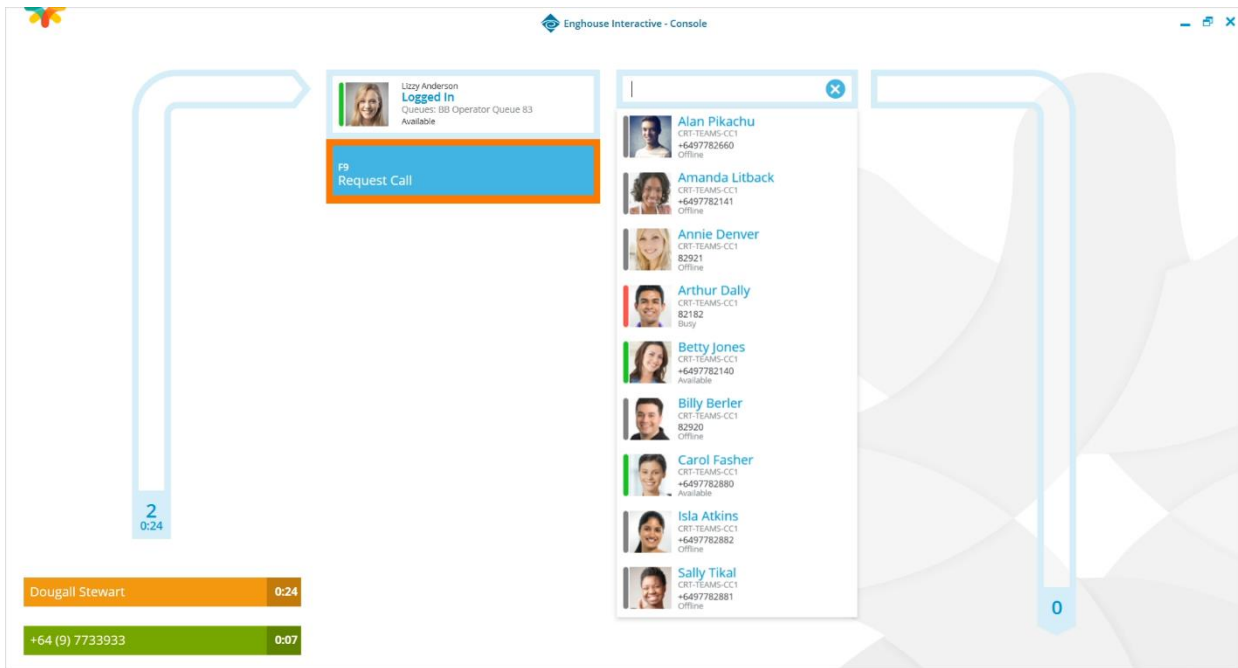 Enghouse Interactive - Console
Lizzy Anderson
Logged In
Queues: BB Operator Queue 83
Available
F9
Request Call
Alan Pikachu
CRT-TEAMS-CC1
+6497782660
Offline
Amanda Litback
CRT-TEAMS-CC1
+6497782141
Offline
Annie Denver
CRT-TEAMS-CC1
82921
Offline
Arthur Dally
CRT-TEAMS-CC1
82182
Busy
Betty Jones
CRT-TEAMS-CC1
+6497782140
Available
Billy Berler
CRT-TEAMS-CC1
82920
Offline
Carol Fasher
CRT-TEAMS-CC1
+6497782880
Available
Isla Atkins
CRT-TEAMS-CC1
+6497782882
Offline
Sally Tikal
CRT-TEAMS-CC1
+6497782881
Offline
2
0:24
Dougall Stewart 0:24
+64 (9) 7733933 0:07
0